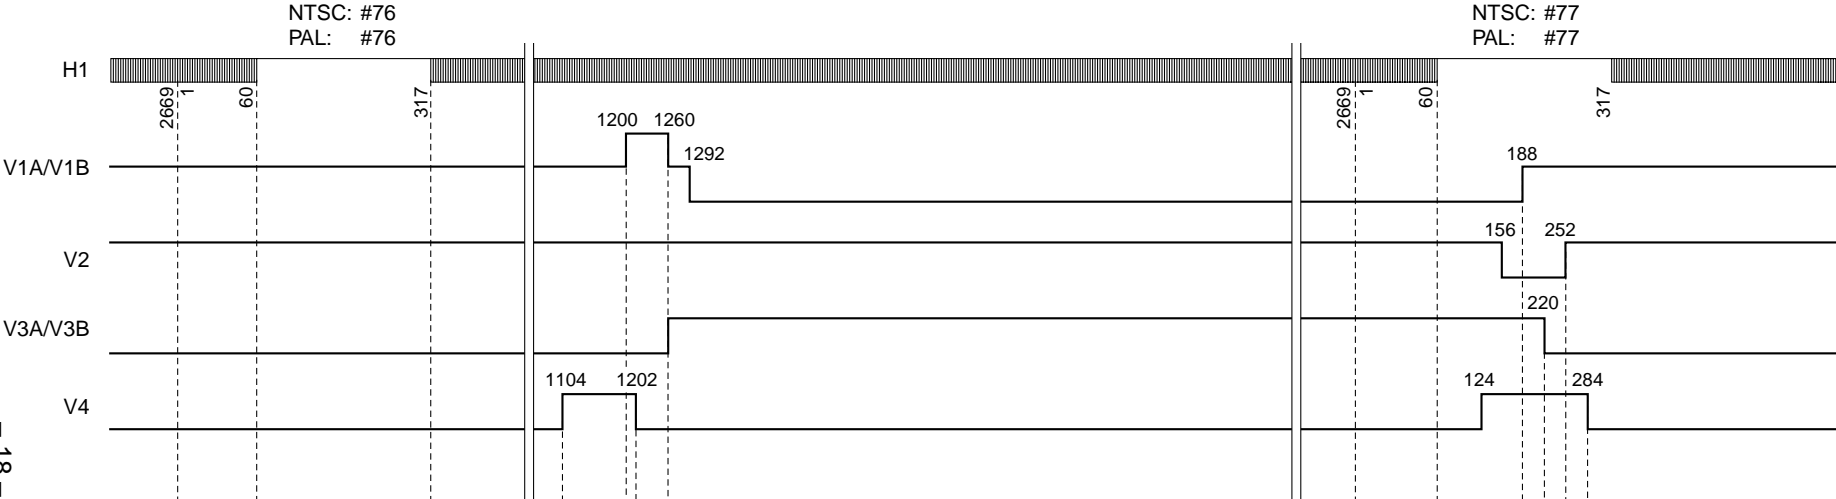 NTSC: #76
PAL: #76
NTSC: #77
PAL: #77
H1
2669
1
60
317
2669
1
60
317
1200 1260
1292
188
V1A/V1B
156 252
V2
220
V3A/V3B
1104 1202
124 284
V4
– 18 –